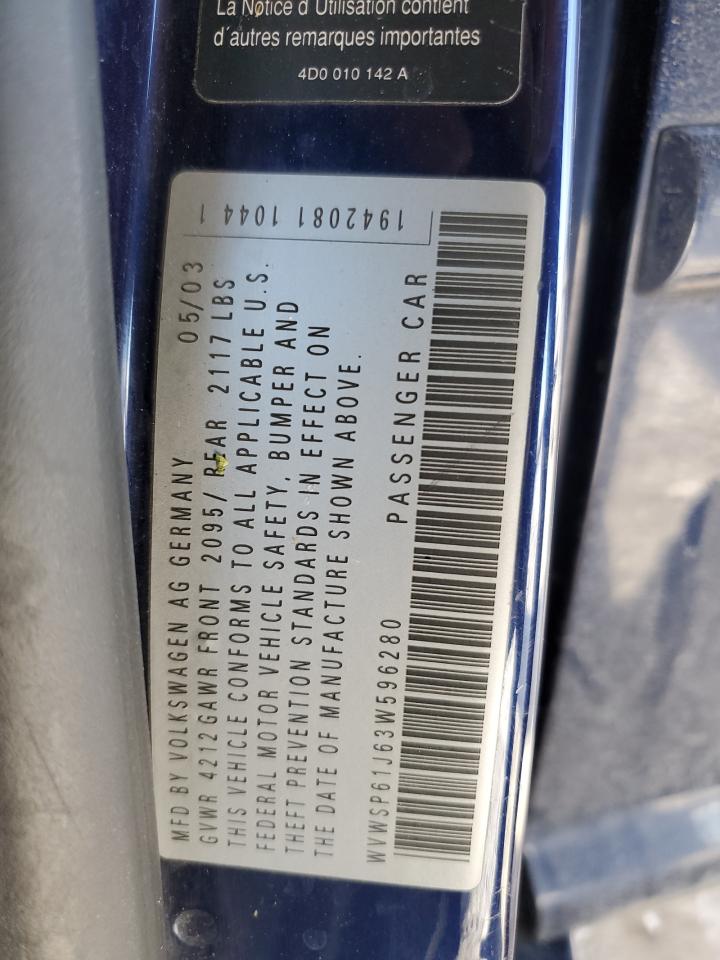 La Notice d'Utilisation contient
d'autres remarques importantes
4D0 010 142 A
1942081 1044 1
MFD BY VOLKSWAGEN AG GERMANY 05/03
GVWR 4212GAWR FRONT 2095/ REAR 2117 LBS
THIS VEHICLE CONFORMS TO ALL APPLICABLE U.S.
FEDERAL MOTOR VEHICLE SAFETY, BUMPER AND
THEFT PREVENTION STANDARDS IN EFFECT ON
THE DATE OF MANUFACTURE SHOWN ABOVE.
WVWSP61J63W596280 PASSENGER CAR